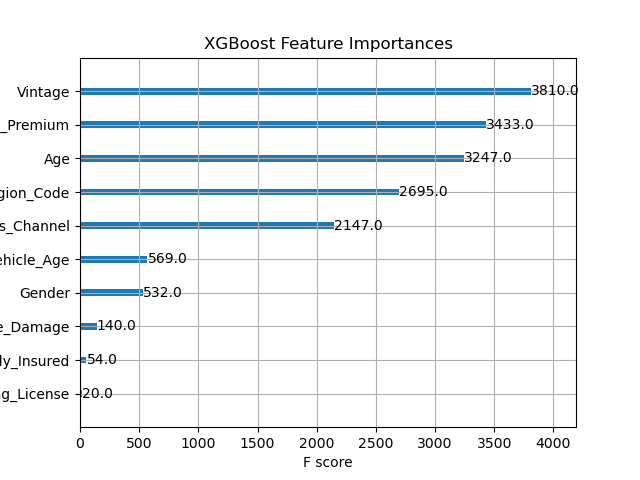 XGBoost Feature Importances
Vintage 3810.0
_Premium 3433.0
Age 3247.0
gion_Code 2695.0
s_Channel 2147.0
ehicle_Age 569.0
Gender 532.0
e_Damage 140.0
ly_Insured 54.0
g_License 20.0
0 500 1000 1500 2000 2500 3000 3500 4000
F score